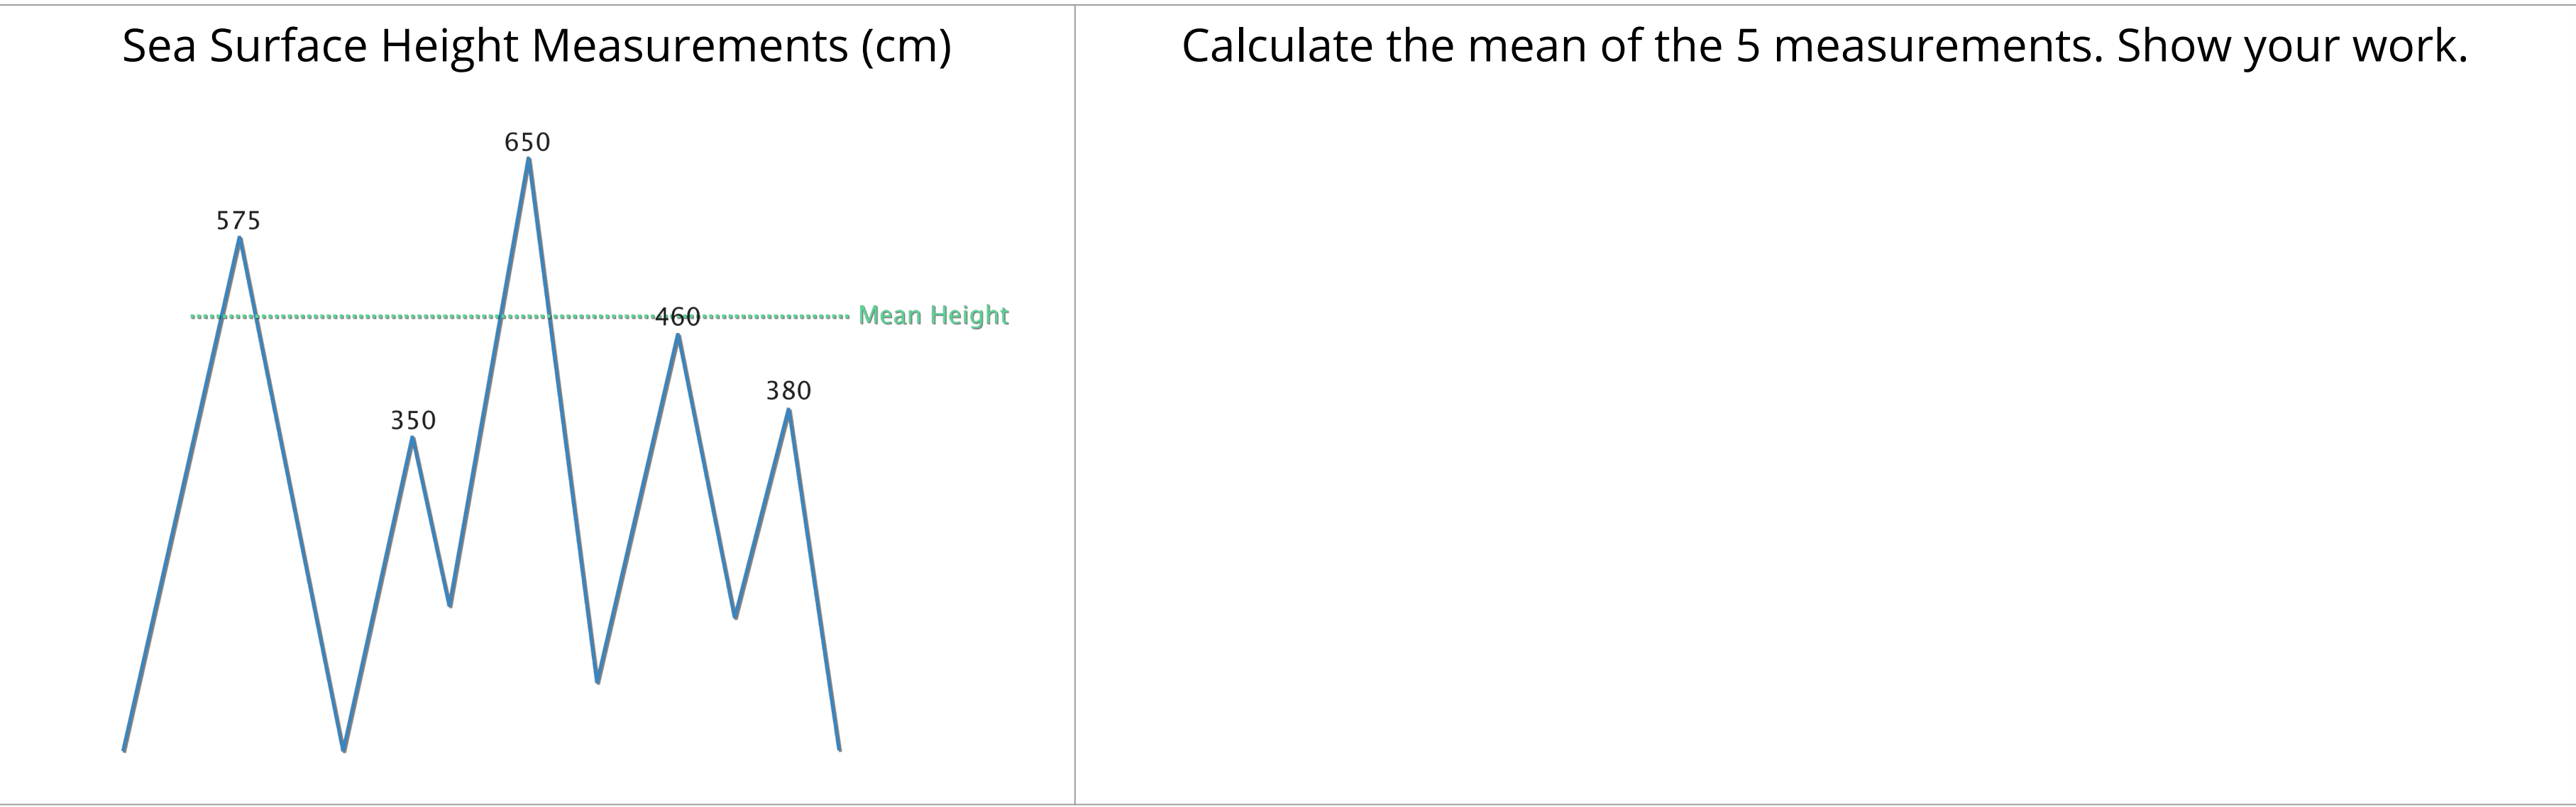 Sea Surface Height Measurements (cm)
Calculate the mean of the 5 measurements. Show your work.
650
575
460
Mean Height
380
350